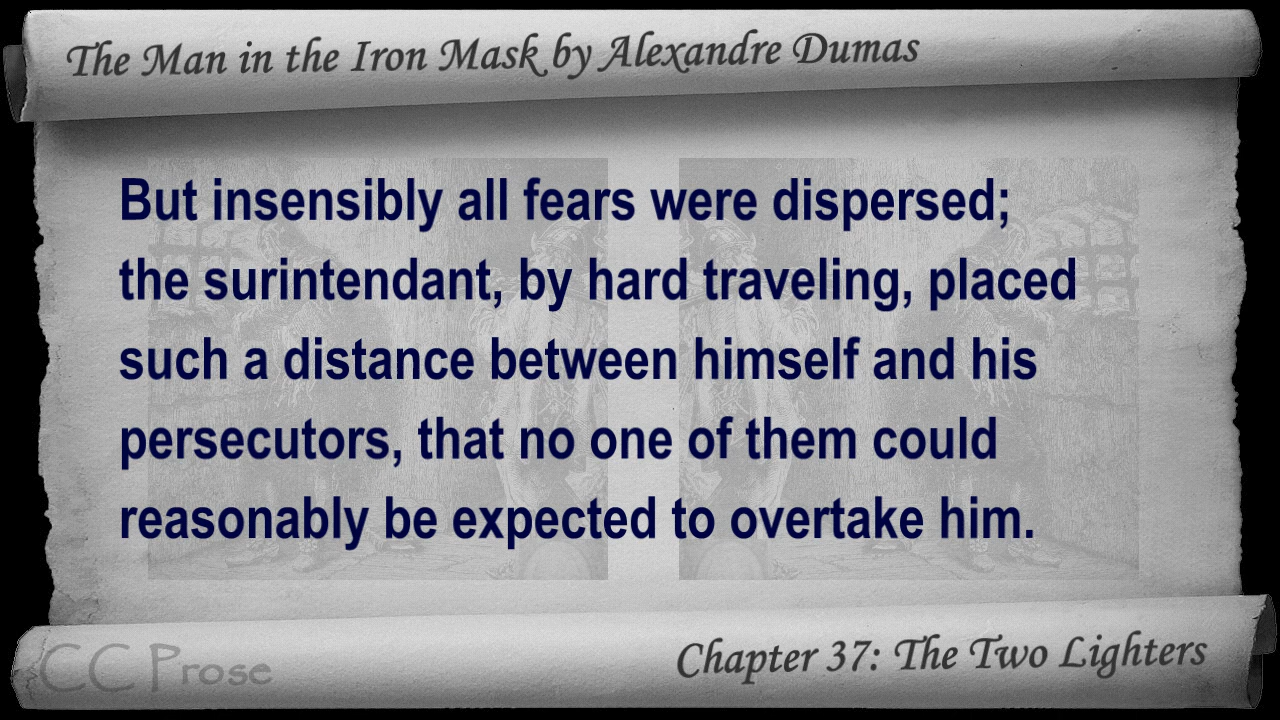 The Man in the Iron Mask by Alexandre Dumas
But insensibly all fears were dispersed;
the surintendant, by hard traveling, placed
such a distance between himself and his
persecutors, that no one of them could
reasonably be expected to overtake him.
CC Prose
Chapter 37: The Two Lighters